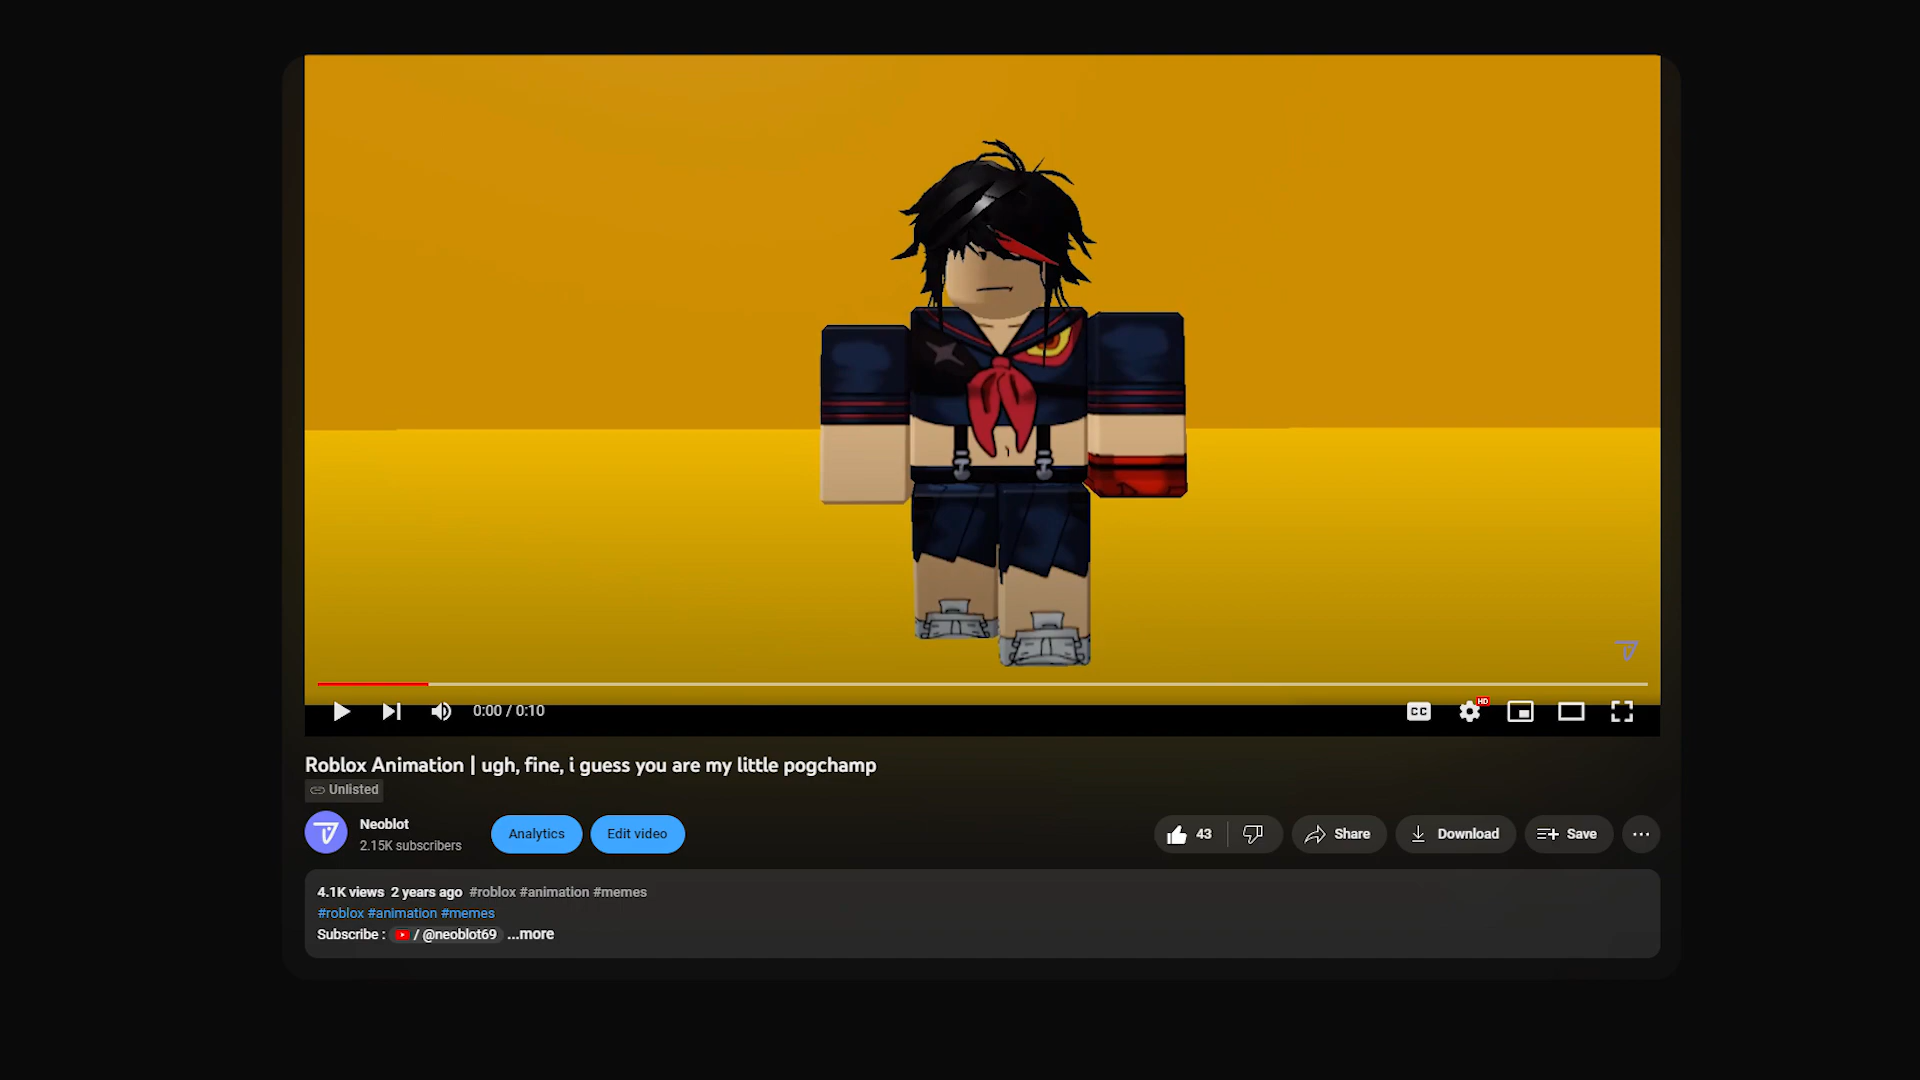 HD
CC
0:00 / 0:10
Roblox Animation | ugh, fine, i guess you are my little pogchamp
Unlisted
Neoblot
2.15K subscribers
Analytics
Edit video
43
Share
Download
Save
4.1K views 2 years ago #roblox #animation #memes
#roblox #animation #memes
Subscribe : / @neoblot69 ...more